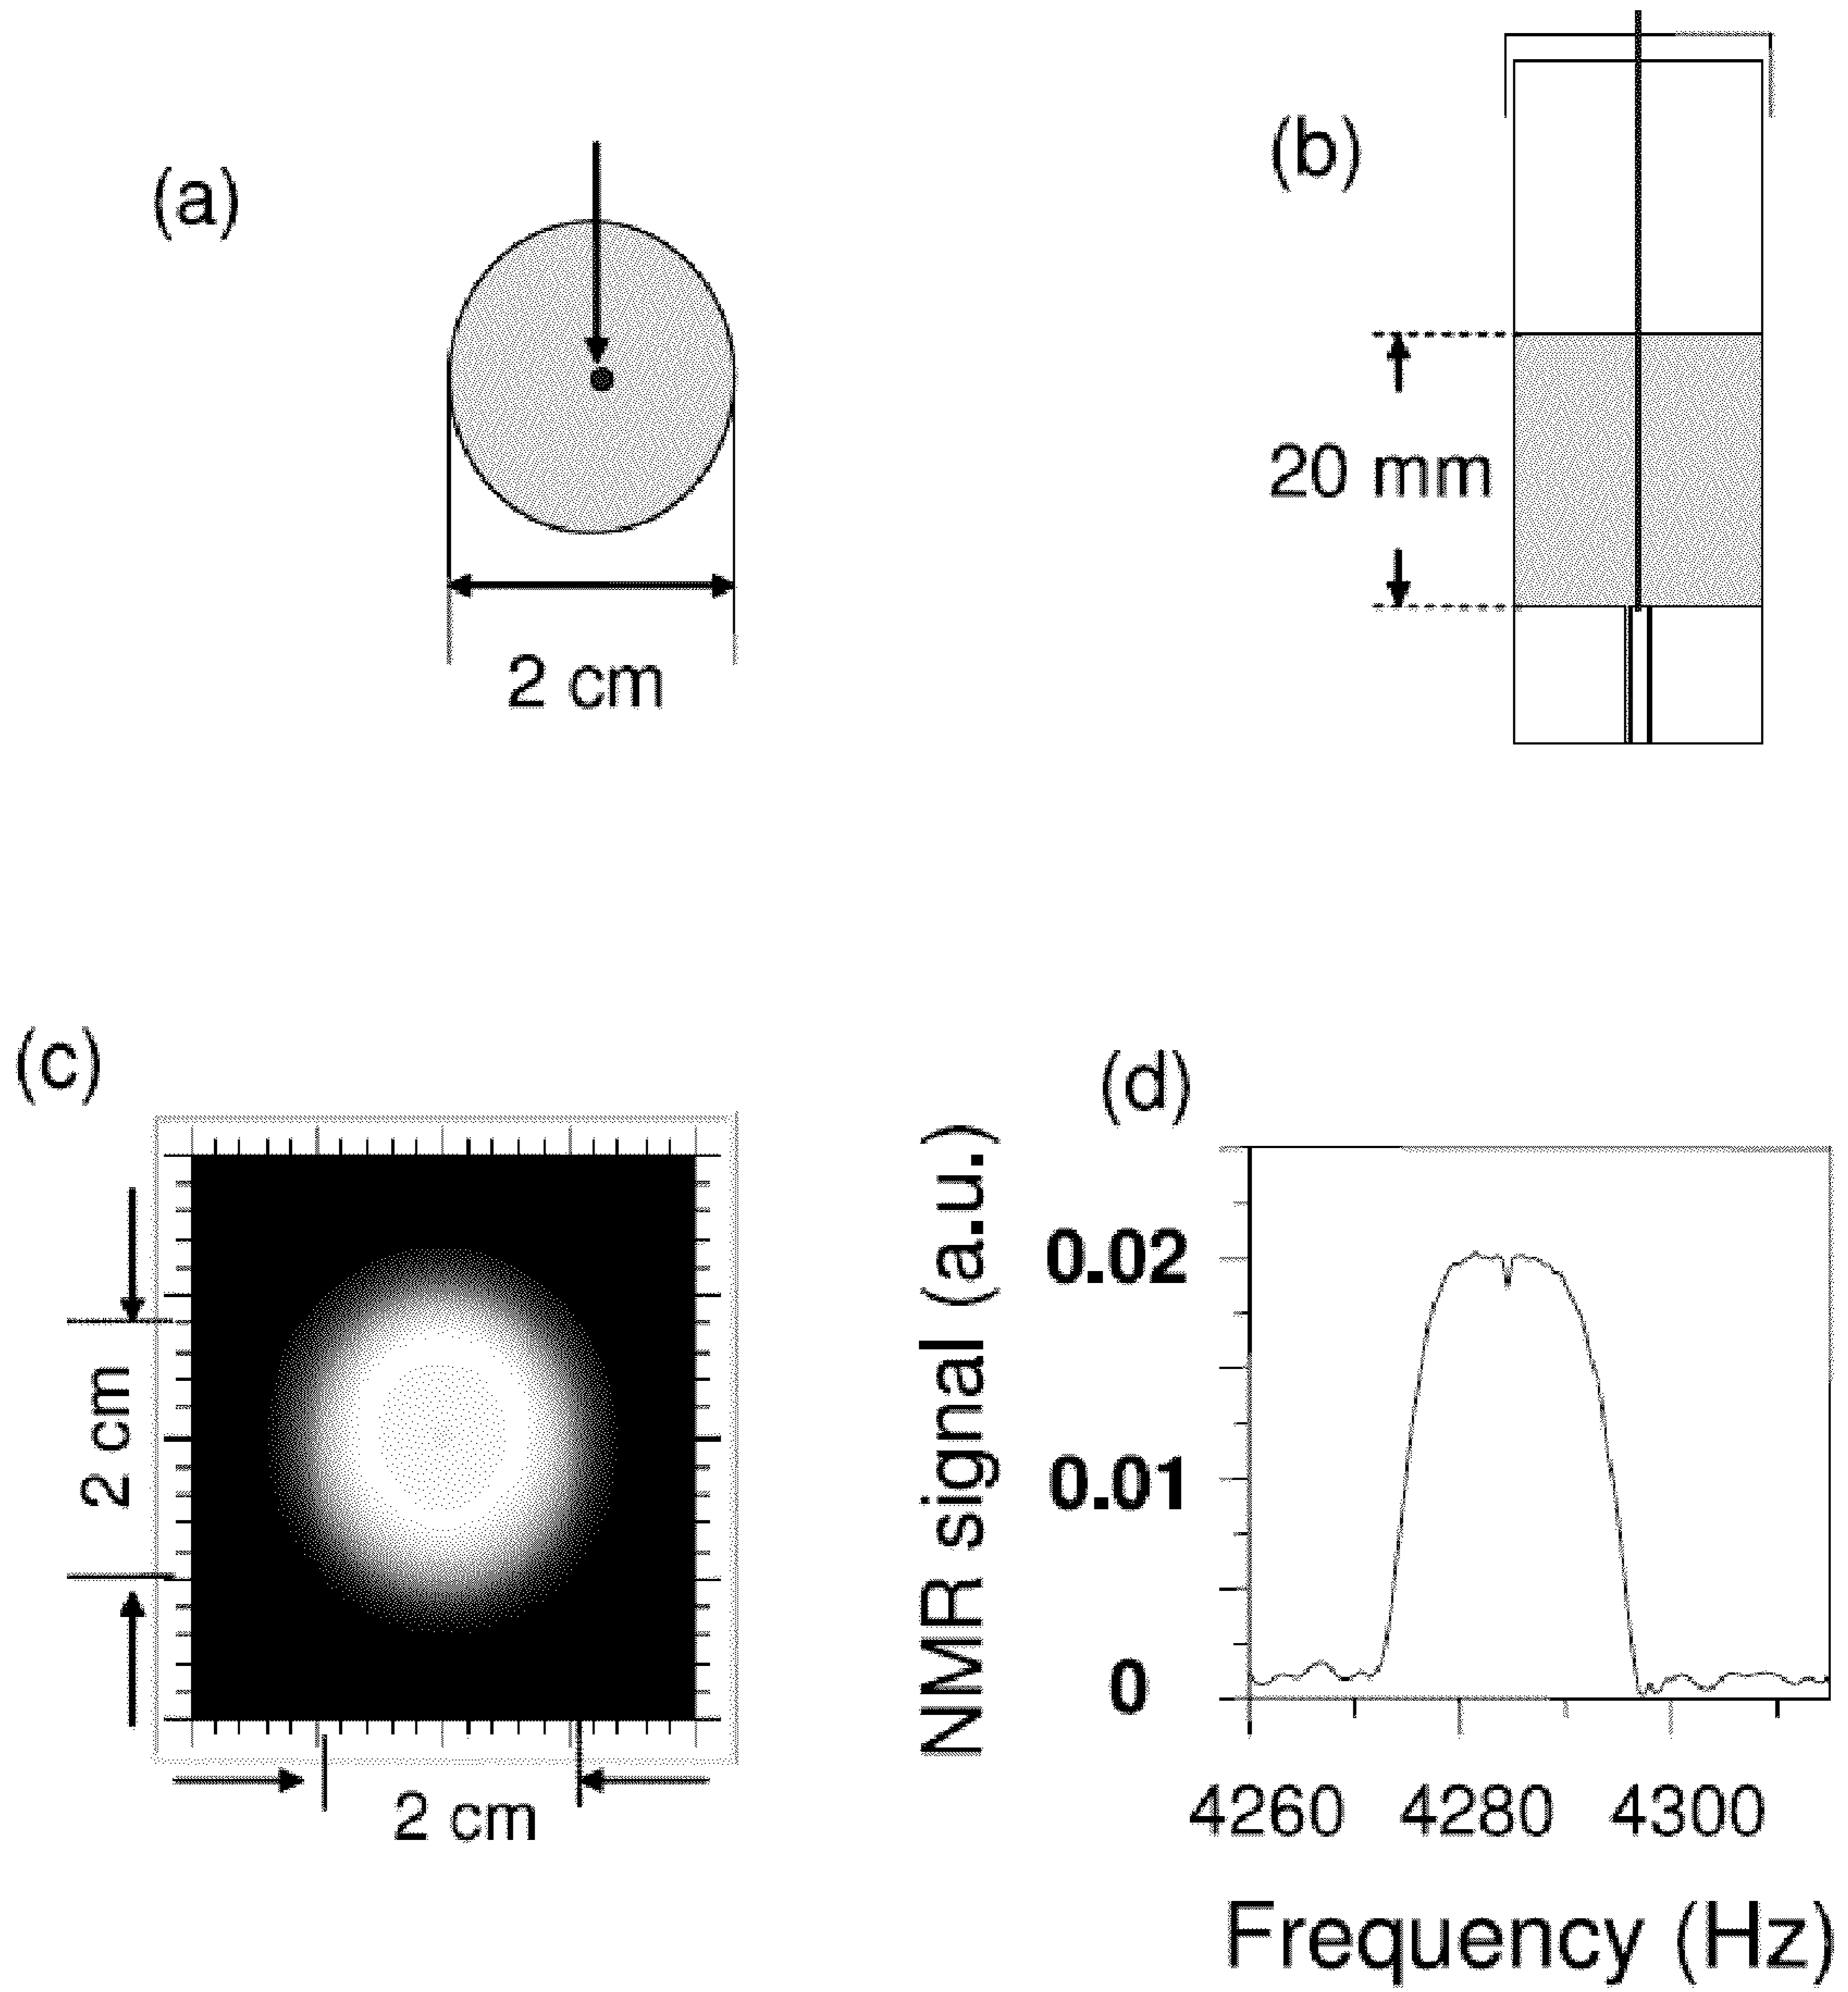 (a)
2 cm
(b)
20 mm
(c)
2 cm
2 cm
(d)
NMR signal (a.u.)
0.02
0.01
0
4260 4280 4300
Frequency (Hz)